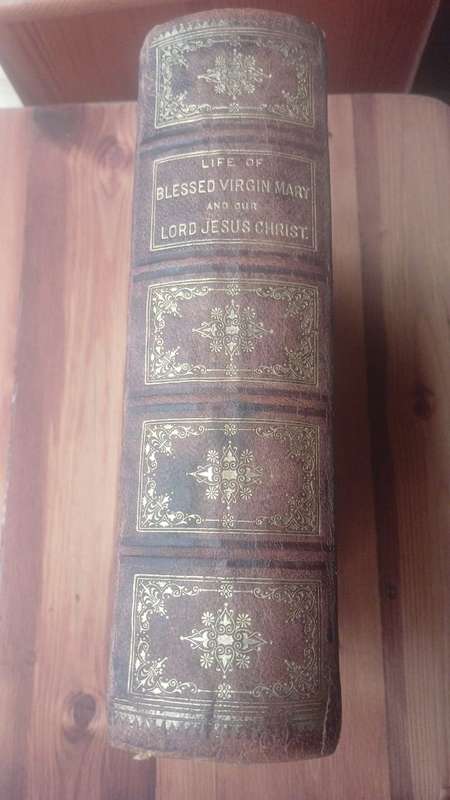 LIFE OF
BLESSED VIRGIN MARY
AND OUR
LORD JESUS CHRIST.